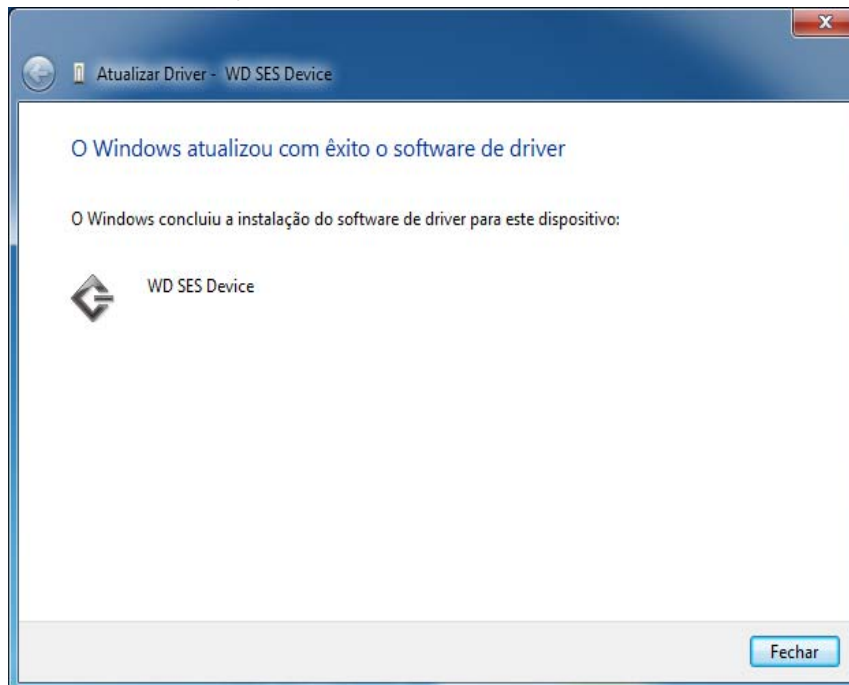 Atualizar Driver - WD SES Device
O Windows atualizou com êxito o software de driver
O Windows concluiu a instalação do software de driver para este dispositivo:
WD SES Device
Fechar